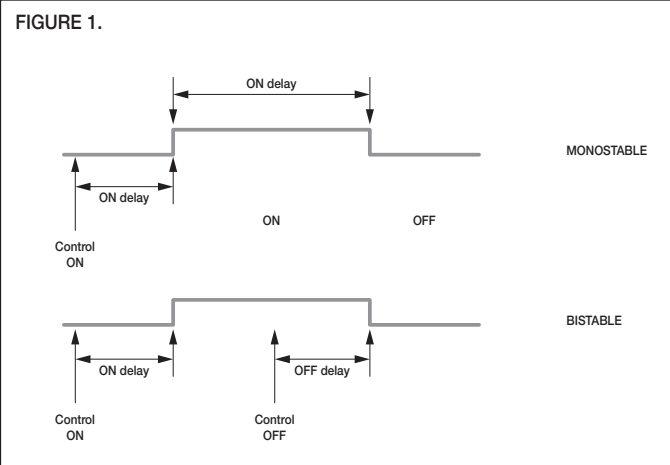 FIGURE 1.
ON delay
MONOSTABLE
ON delay
ON
OFF
Control
ON
BISTABLE
ON delay
OFF delay
Control
ON
Control
OFF